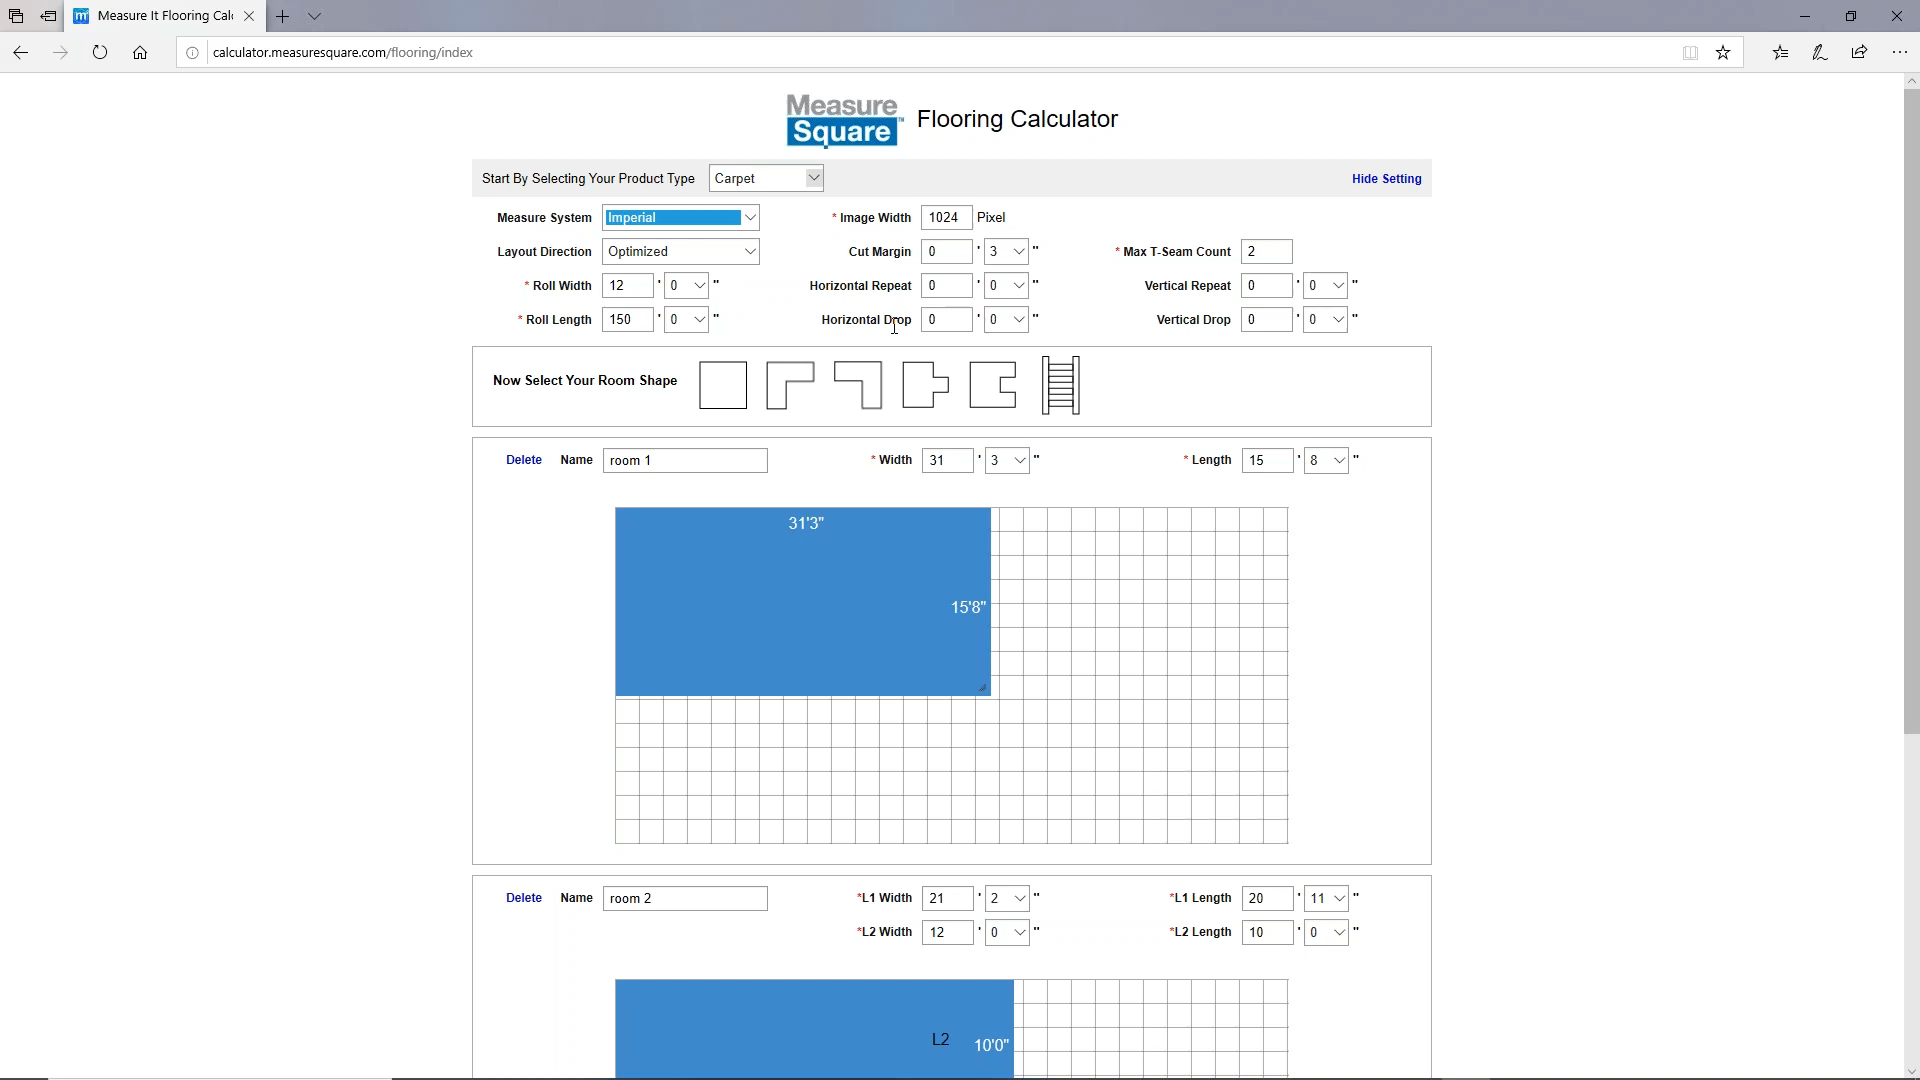 Measure It Flooring Calc
calculator.measuresquare.com/flooring/index
Measure Square™ Flooring Calculator
Start By Selecting Your Product Type Carpet Hide Setting
Measure System Imperial * Image Width 1024 Pixel
Layout Direction Optimized Cut Margin 0 ' 3 " * Max T-Seam Count 2
* Roll Width 12 ' 0 " Horizontal Repeat 0 ' 0 " Vertical Repeat 0 ' 0 "
* Roll Length 150 ' 0 " Horizontal Drop 0 ' 0 " Vertical Drop 0 ' 0 "
Now Select Your Room Shape
Delete Name room 1 * Width 31 ' 3 " * Length 15 ' 8 "
31'3"
15'8"
Delete Name room 2 *L1 Width 21 ' 2 " *L1 Length 20 ' 11 "
*L2 Width 12 ' 0 " *L2 Length 10 ' 0 "
L2 10'0"